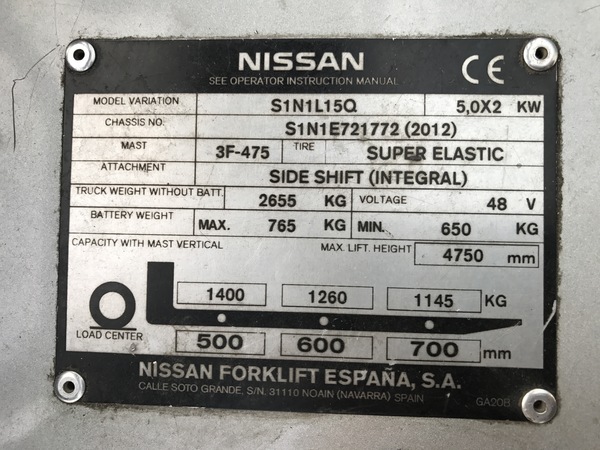 NISSAN
SEE OPERATOR INSTRUCTION MANUAL
CE
MODEL VARIATION S1N1L15Q 5,0X2 KW
CHASSIS NO. S1N1E721772 (2012)
MAST 3F-475 TIRE SUPER ELASTIC
ATTACHMENT SIDE SHIFT (INTEGRAL)
TRUCK WEIGHT WITHOUT BATT. 2655 KG VOLTAGE 48 V
BATTERY WEIGHT MAX. 765 KG MIN. 650 KG
CAPACITY WITH MAST VERTICAL MAX. LIFT. HEIGHT 4750 mm
1400 1260 1145 KG
LOAD CENTER 500 600 700 mm
NISSAN FORKLIFT ESPAÑA, S.A.
CALLE SOTO GRANDE, S/N. 31110 NOAIN (NAVARRA) SPAIN GA20B